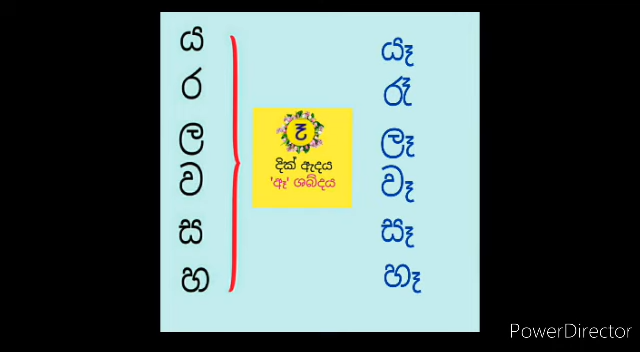 ය
ර
ල
ව
ස
හ
ෑ
දික් ඇදය
'ඈ' ශබ්දය
යෑ
රෑ
ලෑ
වෑ
සෑ
හෑ
PowerDirector